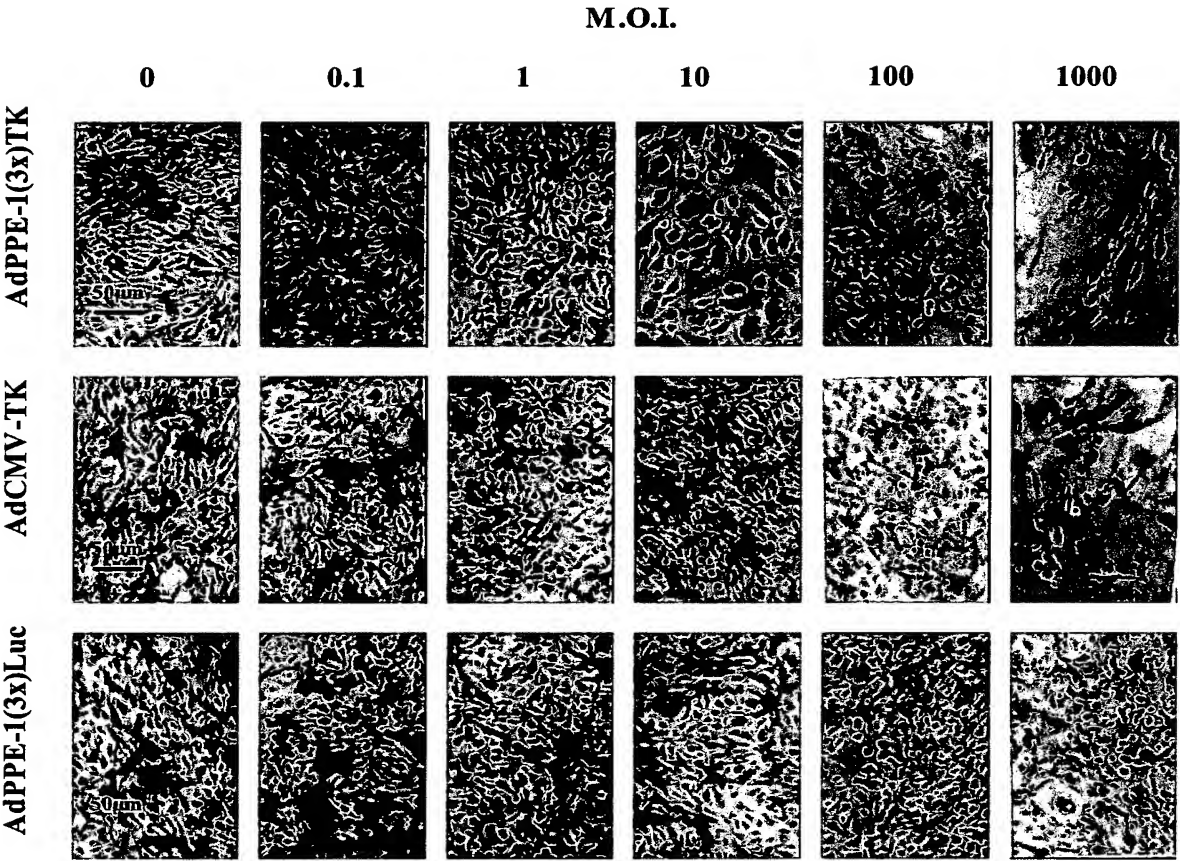 M.O.I.
0 0.1 1 10 100 1000
AdPPE-1(3x)TK
50µm
AdCMV-TK
50µm
AdPPE-1(3x)Luc
50µm